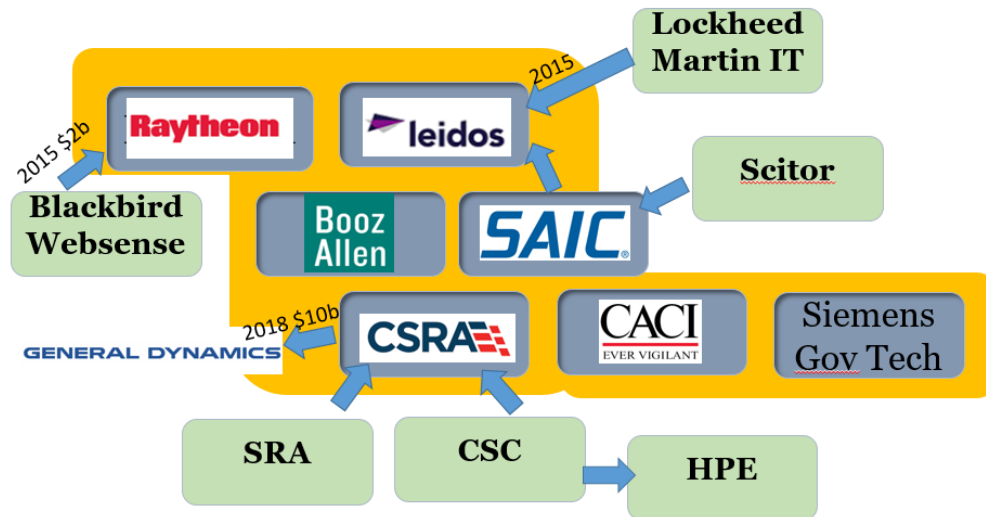 Lockheed
Martin IT
2015
Raytheon
leidos
2015 $2b
Scitor
Blackbird
Websense
Booz
Allen
SAIC®
2018 $10b
GENERAL DYNAMICS
CSRA
CACI
EVER VIGILANT
Siemens
Gov Tech
SRA
CSC
HPE